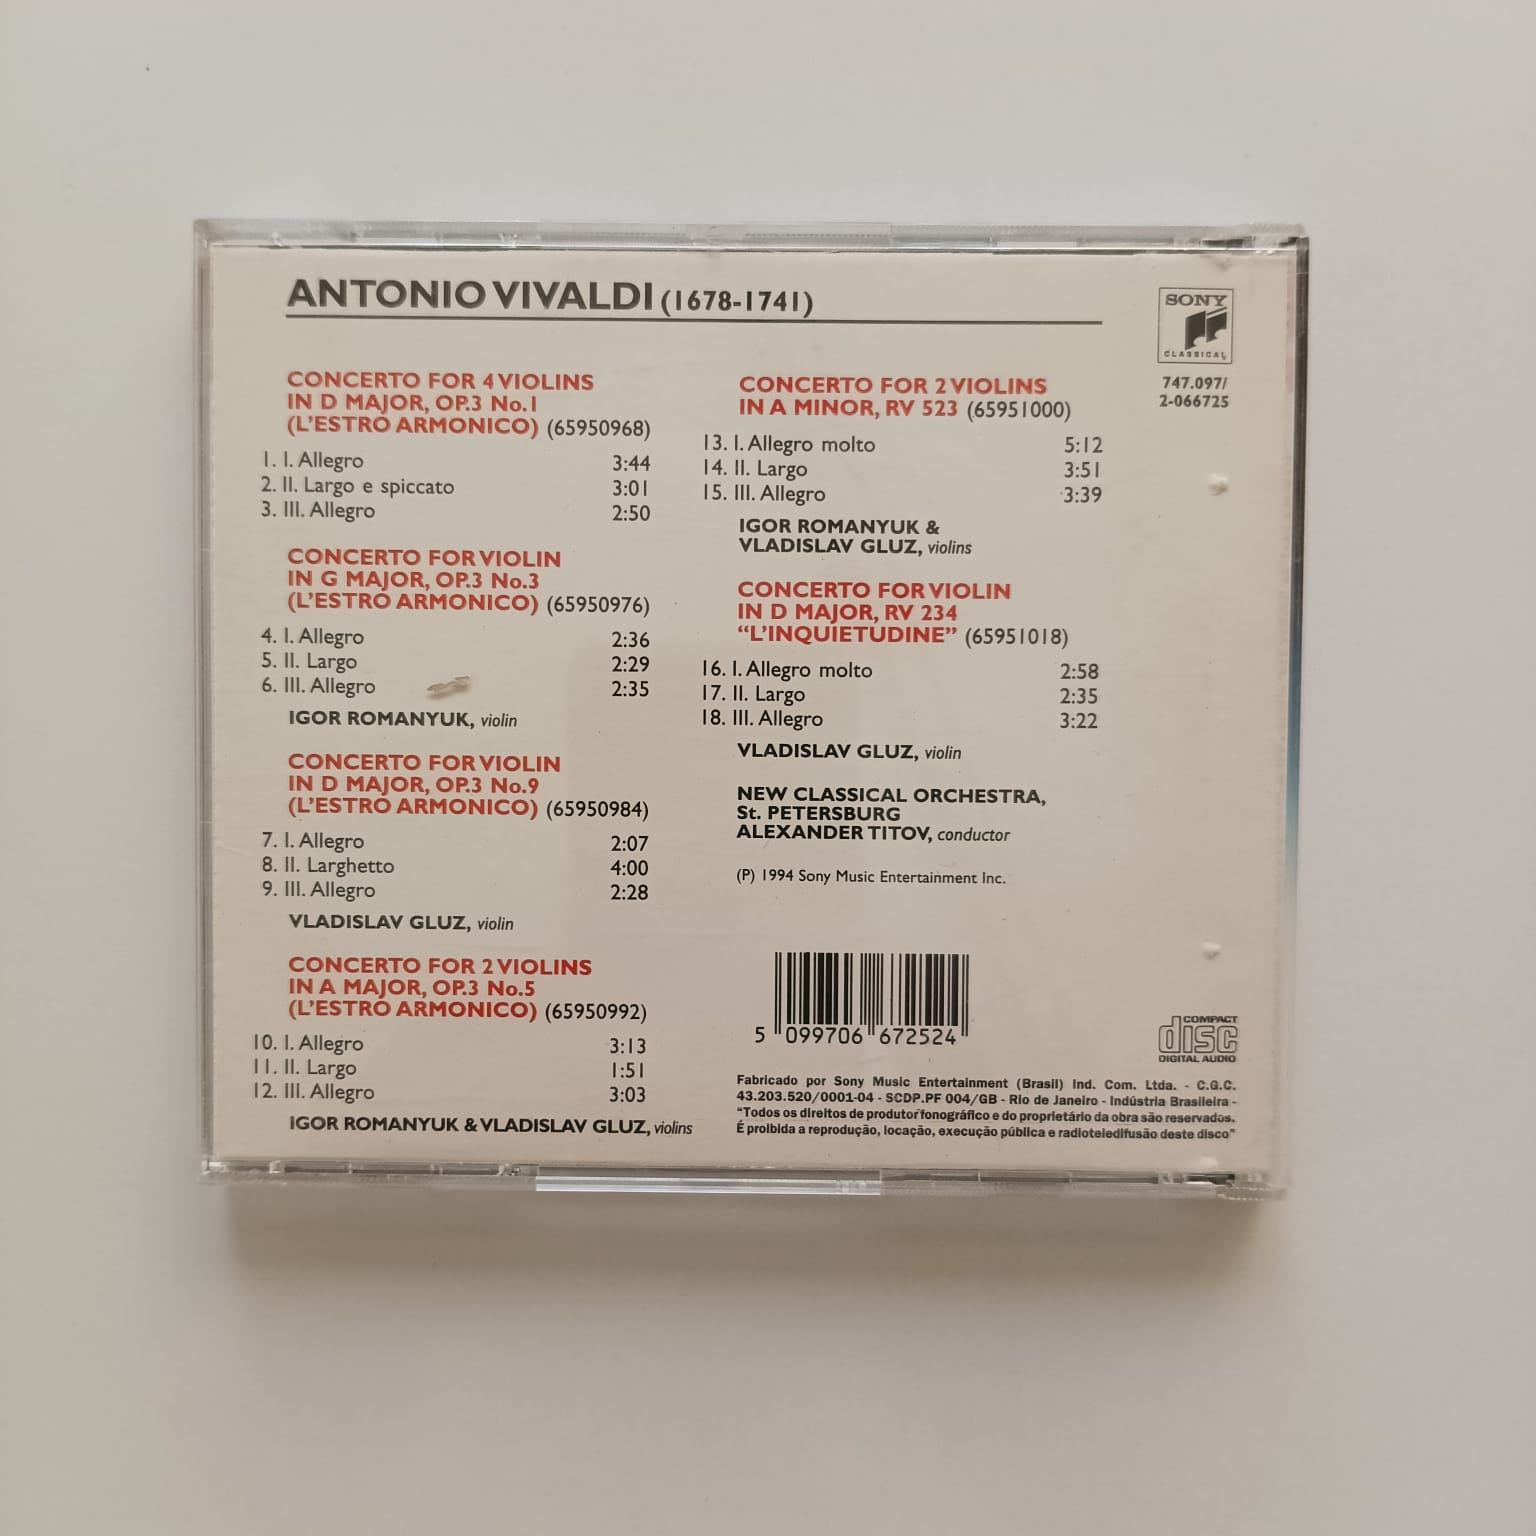 ANTONIO VIVALDI (1678-1741)
CONCERTO FOR 4 VIOLINS
IN D MAJOR, OP.3 No.1
(L'ESTRO ARMONICO) (65950968)
1. I. Allegro 3:44
2. II. Largo e spiccato 3:01
3. III. Allegro 2:50
CONCERTO FOR VIOLIN
IN G MAJOR, OP.3 No.3
(L'ESTRO ARMONICO) (65950976)
4. I. Allegro 2:36
5. II. Largo 2:29
6. III. Allegro 2:35
IGOR ROMANYUK, violin
CONCERTO FOR VIOLIN
IN D MAJOR, OP.3 No.9
(L'ESTRO ARMONICO) (65950984)
7. I. Allegro 2:07
8. II. Larghetto 4:00
9. III. Allegro 2:28
VLADISLAV GLUZ, violin
CONCERTO FOR 2 VIOLINS
IN A MAJOR, OP.3 No.5
(L'ESTRO ARMONICO) (65950992)
10. I. Allegro 3:13
11. II. Largo 1:51
12. III. Allegro 3:03
IGOR ROMANYUK & VLADISLAV GLUZ, violins
CONCERTO FOR 2 VIOLINS
IN A MINOR, RV 523 (65951000)
13. I. Allegro molto 5:12
14. II. Largo 3:51
15. III. Allegro 3:39
IGOR ROMANYUK &
VLADISLAV GLUZ, violins
CONCERTO FOR VIOLIN
IN D MAJOR, RV 234
"L'INQUIETUDINE" (65951018)
16. I. Allegro molto 2:58
17. II. Largo 2:35
18. III. Allegro 3:22
VLADISLAV GLUZ, violin
NEW CLASSICAL ORCHESTRA,
St. PETERSBURG
ALEXANDER TITOV, conductor
(P) 1994 Sony Music Entertainment Inc.
5 099706 672524
Fabricado por Sony Music Entertainment (Brasil) Ind. Com. Ltda. - C.G.C.
43.203.520/0001-04 - SCDP.PF 004/GB - Rio de Janeiro - Indústria Brasileira -
"Todos os direitos de produtor fonográfico e do proprietário da obra são reservados.
É proibida a reprodução, locação, execução pública e radioteledifusão deste disco"
SONY
CLASSICAL
747.097/
2-066725
COMPACT
disc
DIGITAL AUDIO